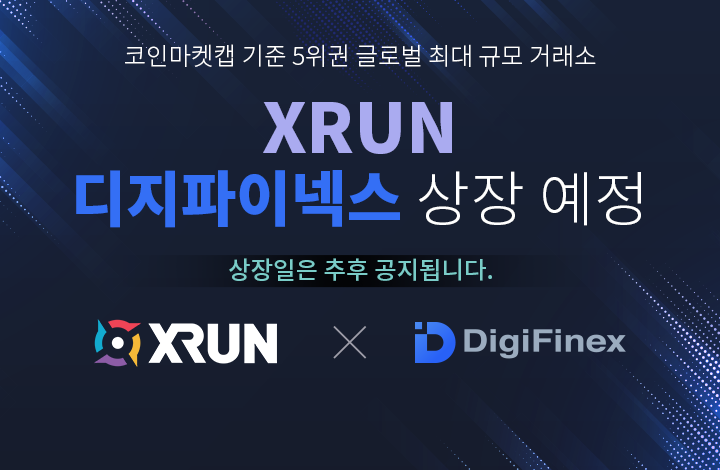 코인마켓캡 기준 5위권 글로벌 최대 규모 거래소
XRUN
디지파이넥스 상장 예정
상장일은 추후 공지됩니다.
XRUN × DigiFinex